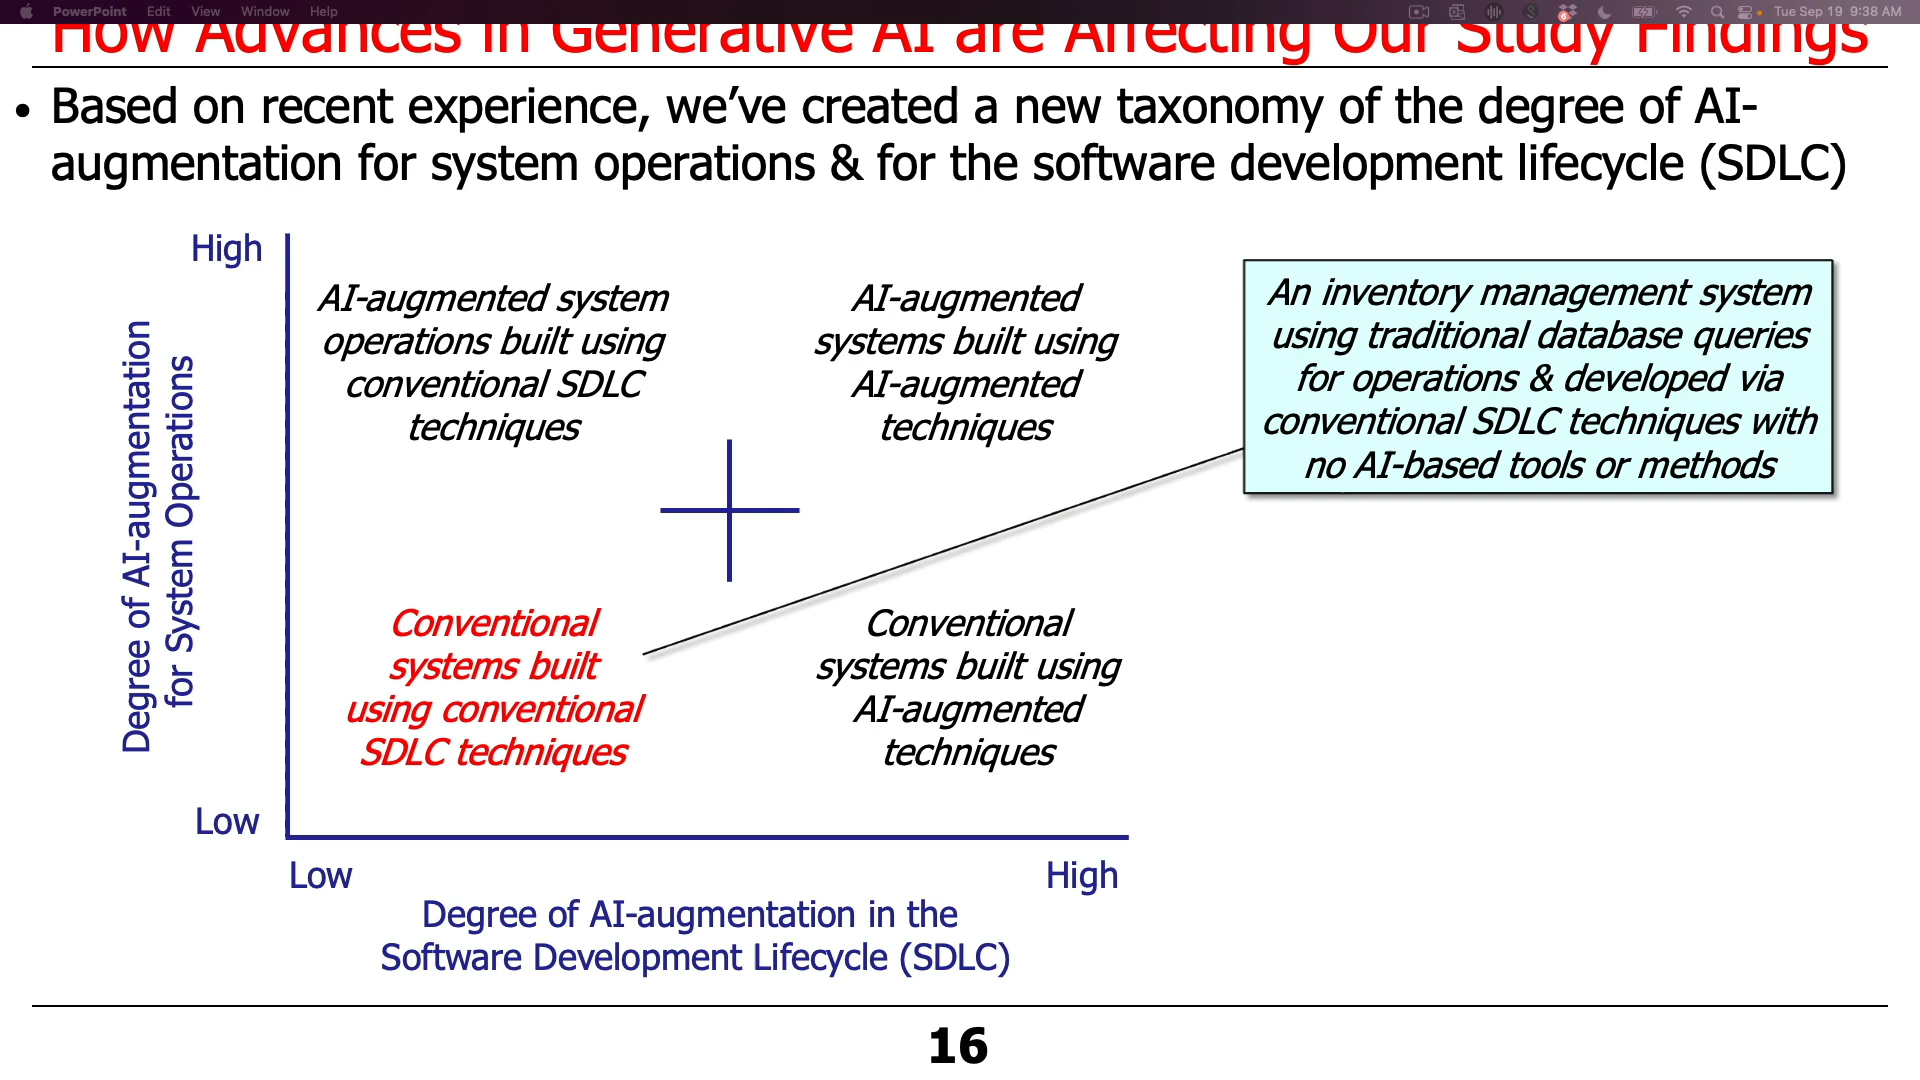 PowerPoint Edit View Window Help
6
Tue Sep 19 9:38 AM
How Advances in Generative AI are Affecting Our Study Findings
• Based on recent experience, we’ve created a new taxonomy of the degree of AI-
augmentation for system operations & for the software development lifecycle (SDLC)
High
Degree of AI-augmentation
for System Operations
Low
AI-augmented system
operations built using
conventional SDLC
techniques
AI-augmented
systems built using
AI-augmented
techniques
An inventory management system
using traditional database queries
for operations & developed via
conventional SDLC techniques with
no AI-based tools or methods
Conventional
systems built
using conventional
SDLC techniques
Conventional
systems built using
AI-augmented
techniques
Low
High
Degree of AI-augmentation in the
Software Development Lifecycle (SDLC)
16